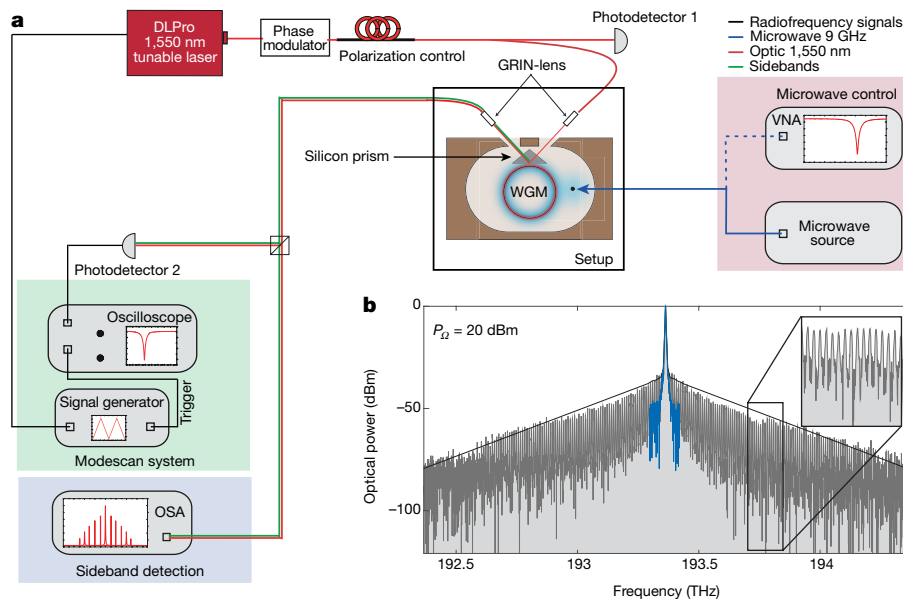 a
DLPro
1,550 nm
tunable laser
Phase
modulator
Polarization control
Photodetector 1
Radiofrequency signals
Microwave 9 GHz
Optic 1,550 nm
Sidebands
GRIN-lens
Silicon prism
WGM
Setup
Microwave control
VNA
Microwave
source
Photodetector 2
Oscilloscope
Trigger
Signal generator
Modescan system
OSA
Sideband detection
b
P_Ω = 20 dBm
Optical power (dBm)
0
−50
−100
192.5
193
193.5
194
Frequency (THz)